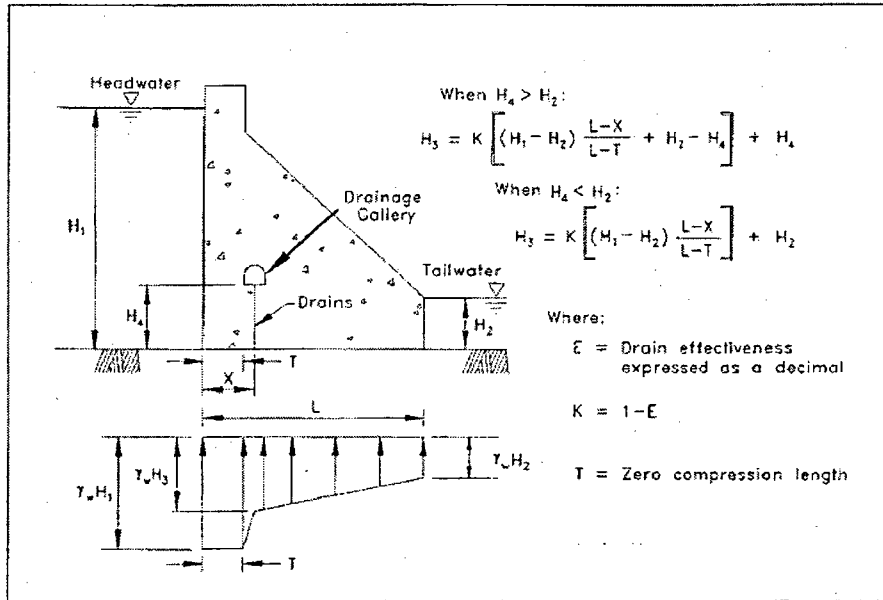 Headwater
H₁
H₄
X
T
Drainage
Gallery
Drains
Tailwater
H₂
When H₄ > H₂:
H₃ = K [(H₁ – H₂) L–X / L–T + H₂ – H₄] + H₄
When H₄ < H₂:
H₃ = K [(H₁ – H₂) L–X / L–T] + H₂
Where:
E = Drain effectiveness
expressed as a decimal
K = 1–E
T = Zero compression length
L
γwH₁
γwH₃
γwH₂
T